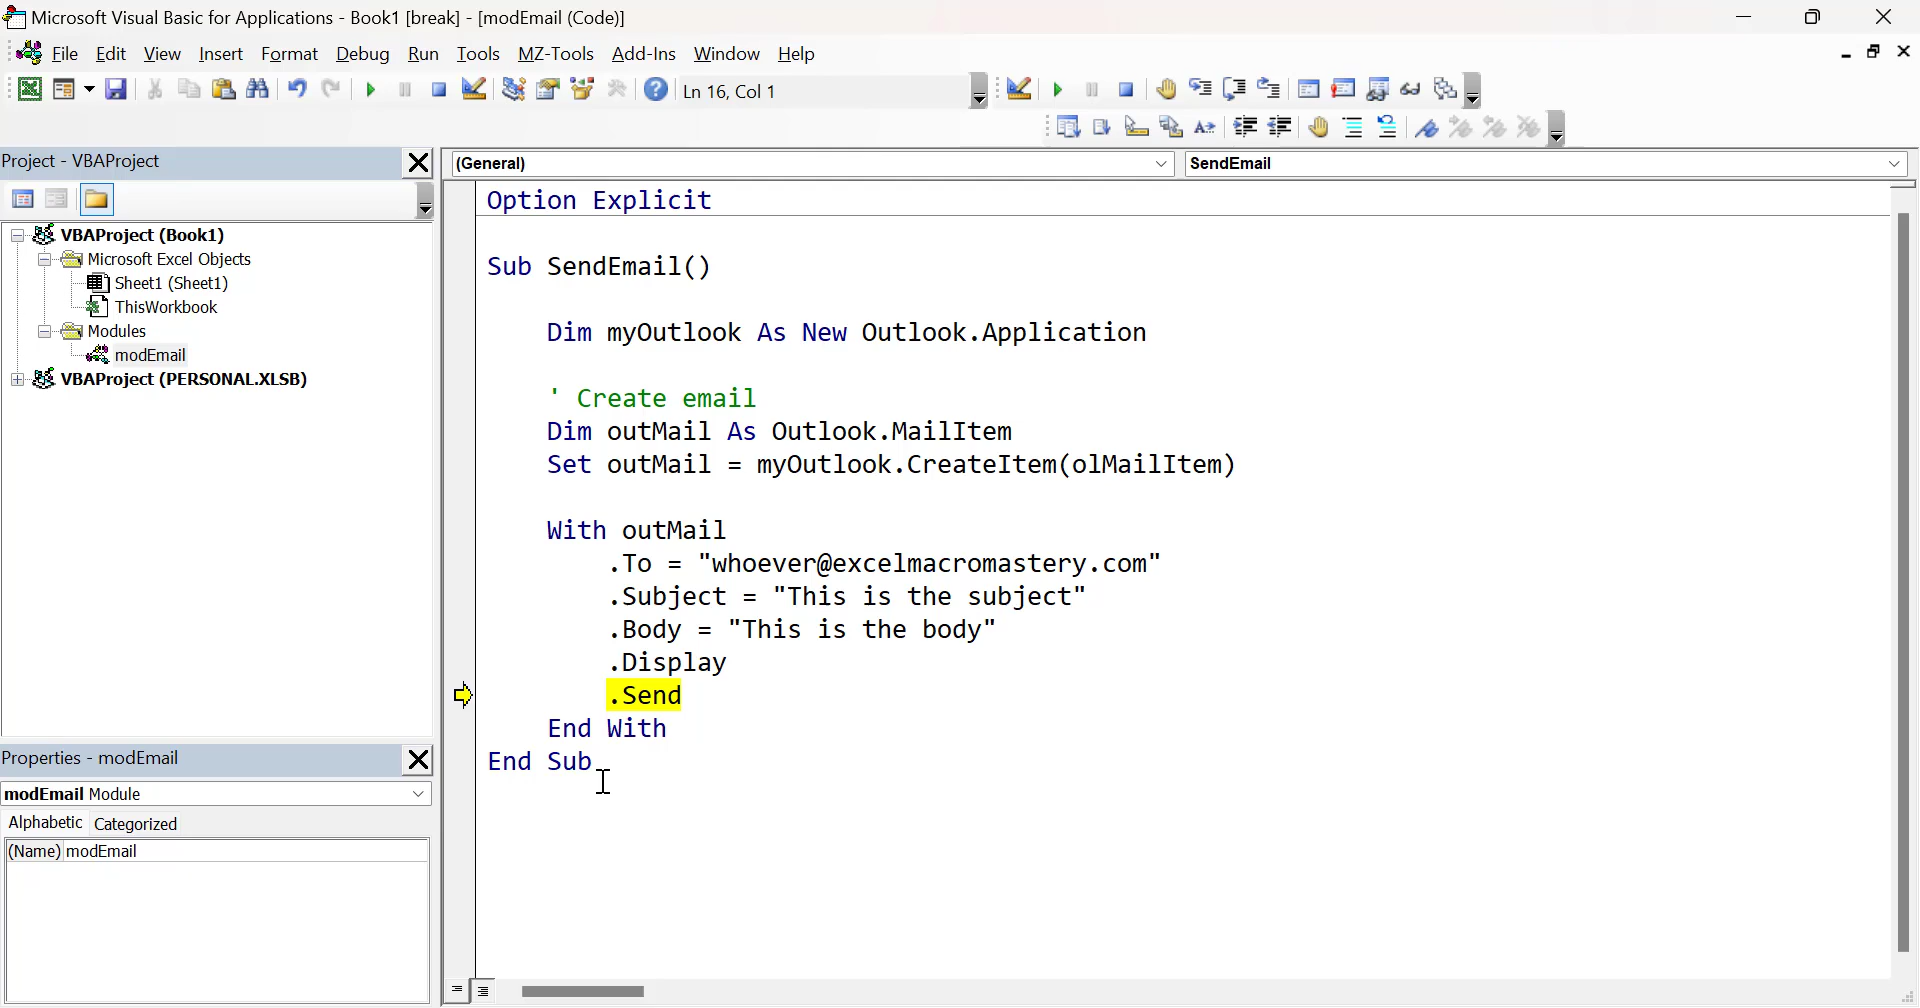 Microsoft Visual Basic for Applications - Book1 [break] - [modEmail (Code)]
File Edit View Insert Format Debug Run Tools MZ-Tools Add-Ins Window Help
Ln 16, Col 1
Project - VBAProject
(General)
SendEmail
VBAProject (Book1)
Microsoft Excel Objects
Sheet1 (Sheet1)
ThisWorkbook
Modules
modEmail
VBAProject (PERSONAL.XLSB)
Properties - modEmail
modEmail Module
Alphabetic Categorized
(Name) modEmail
Option Explicit
Sub SendEmail()
Dim myOutlook As New Outlook.Application
' Create email
Dim outMail As Outlook.MailItem
Set outMail = myOutlook.CreateItem(olMailItem)
With outMail
.To = "whoever@excelmacromastery.com"
.Subject = "This is the subject"
.Body = "This is the body"
.Display
.Send
End With
End Sub